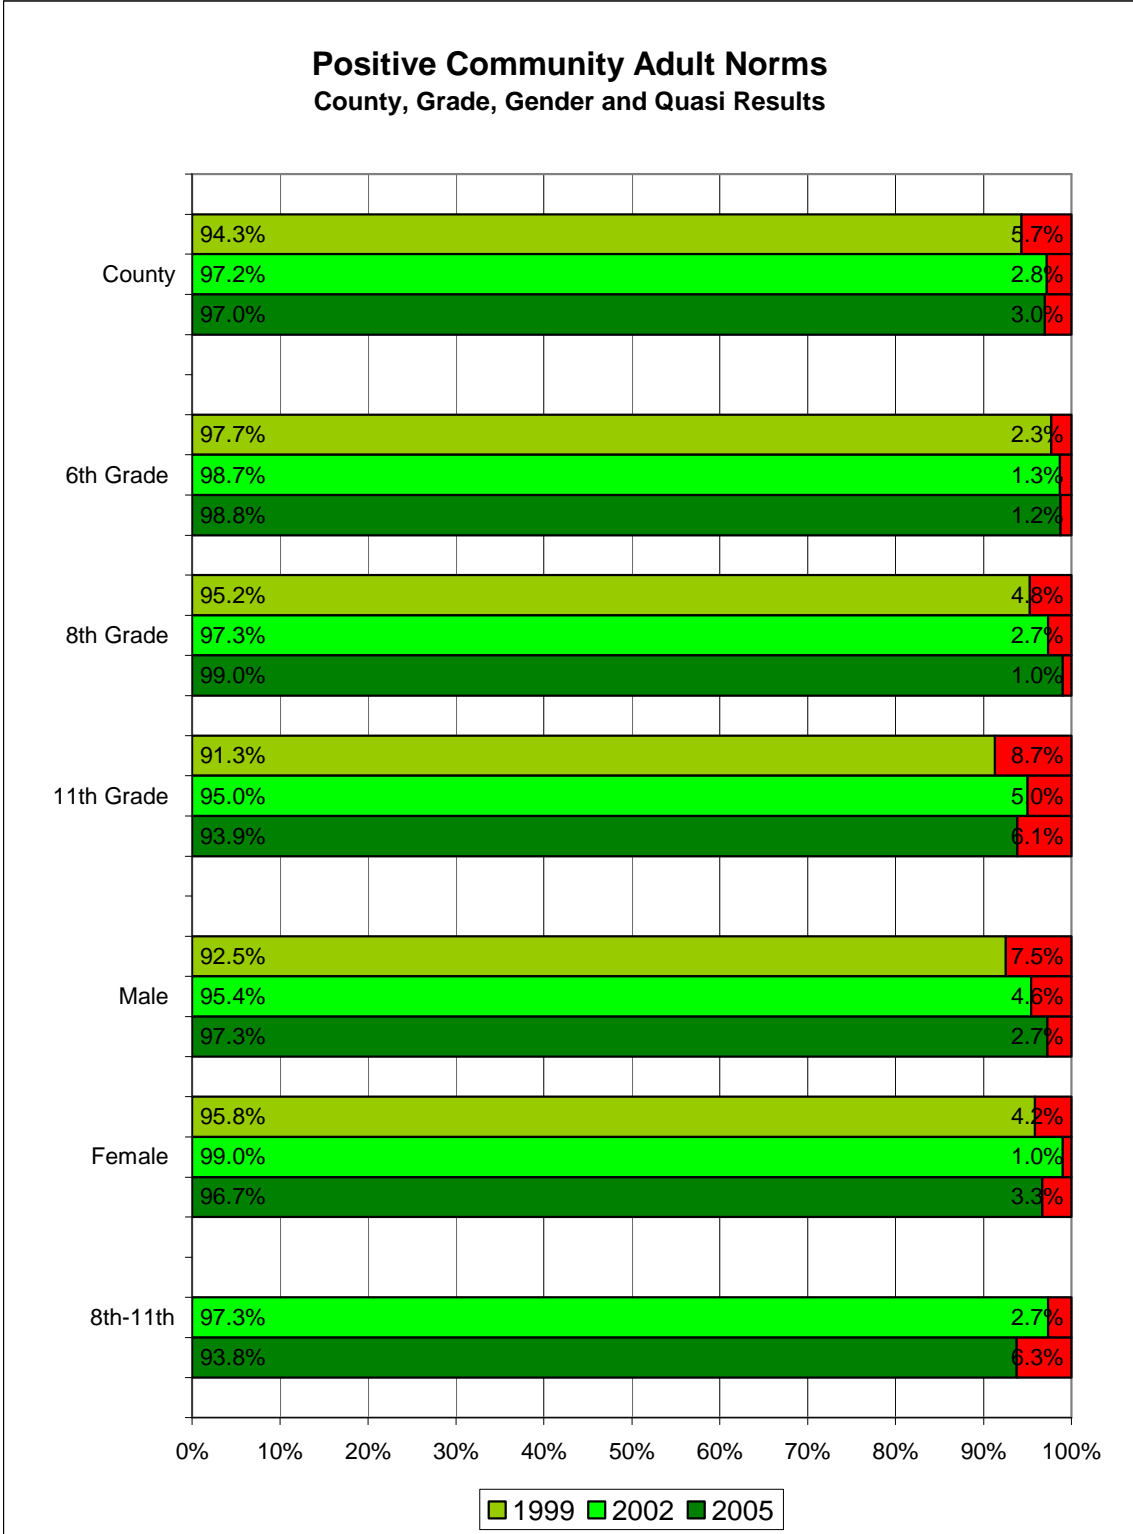 Positive Community Adult Norms
County, Grade, Gender and Quasi Results
94.3% 5.7%
County 97.2% 2.8%
97.0% 3.0%
97.7% 2.3%
6th Grade 98.7% 1.3%
98.8% 1.2%
95.2% 4.8%
8th Grade 97.3% 2.7%
99.0% 1.0%
91.3% 8.7%
11th Grade 95.0% 5.0%
93.9% 6.1%
92.5% 7.5%
Male 95.4% 4.6%
97.3% 2.7%
95.8% 4.2%
Female 99.0% 1.0%
96.7% 3.3%
8th-11th 97.3% 2.7%
93.8% 6.3%
0% 10% 20% 30% 40% 50% 60% 70% 80% 90% 100%
1999 2002 2005